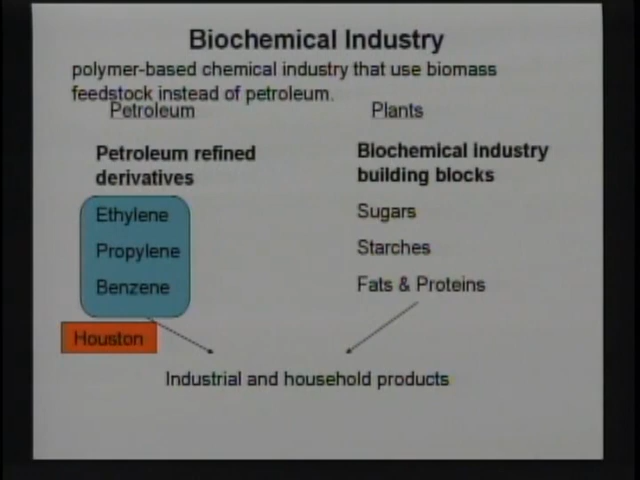 Biochemical Industry
polymer-based chemical industry that use biomass
feedstock instead of petroleum.
Petroleum
Plants
Petroleum refined
derivatives
Biochemical industry
building blocks
Ethylene
Sugars
Propylene
Starches
Benzene
Fats & Proteins
Houston
Industrial and household products